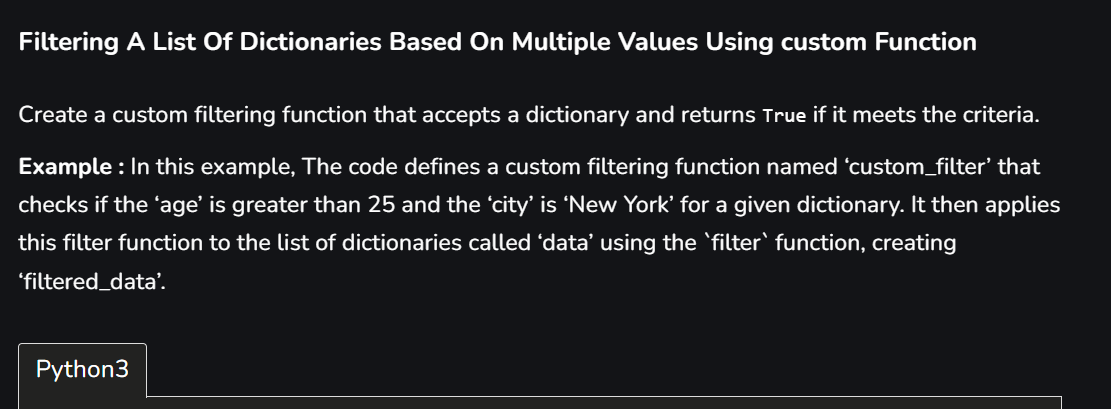 Filtering A List Of Dictionaries Based On Multiple Values Using custom Function
Create a custom filtering function that accepts a dictionary and returns True if it meets the criteria.
Example : In this example, The code defines a custom filtering function named ‘custom_filter’ that
checks if the ‘age’ is greater than 25 and the ‘city’ is ‘New York’ for a given dictionary. It then applies
this filter function to the list of dictionaries called ‘data’ using the `filter` function, creating
‘filtered_data’.
Python3